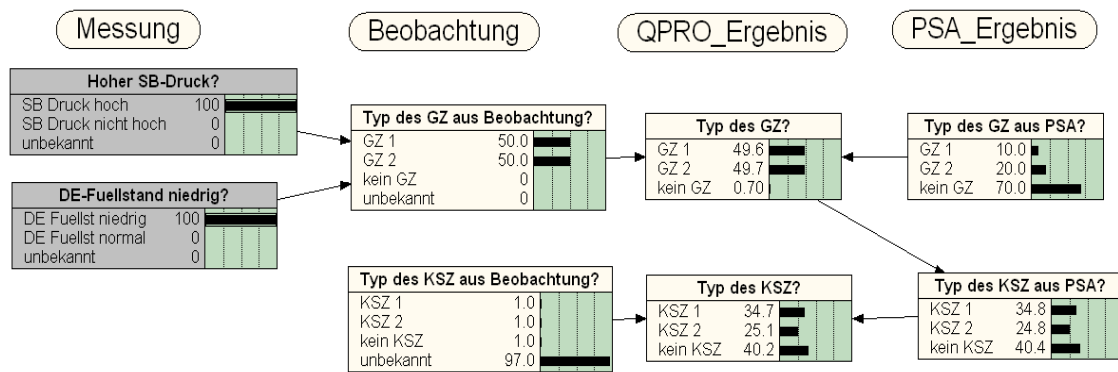 Messung
Beobachtung
QPRO_Ergebnis
PSA_Ergebnis
Hoher SB-Druck?
SB Druck hoch 100
SB Druck nicht hoch 0
unbekannt 0
DE-Fuellstand niedrig?
DE Fuellst niedrig 100
DE Fuellst normal 0
unbekannt 0
Typ des GZ aus Beobachtung?
GZ 1 50.0
GZ 2 50.0
kein GZ 0
unbekannt 0
Typ des GZ?
GZ 1 49.6
GZ 2 49.7
kein GZ 0.70
Typ des GZ aus PSA?
GZ 1 10.0
GZ 2 20.0
kein GZ 70.0
Typ des KSZ aus Beobachtung?
KSZ 1 1.0
KSZ 2 1.0
kein KSZ 1.0
unbekannt 97.0
Typ des KSZ?
KSZ 1 34.7
KSZ 2 25.1
kein KSZ 40.2
Typ des KSZ aus PSA?
KSZ 1 34.8
KSZ 2 24.8
kein KSZ 40.4